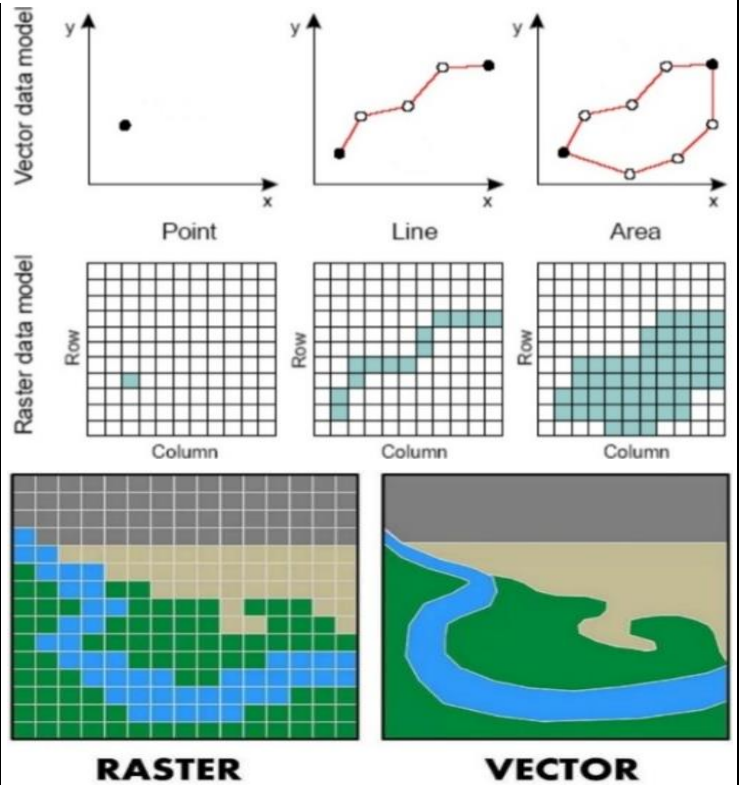 Vector data model
y
x
Point
y
x
Line
y
x
Area
Raster data model
Row
Column
Row
Column
Row
Column
RASTER
VECTOR